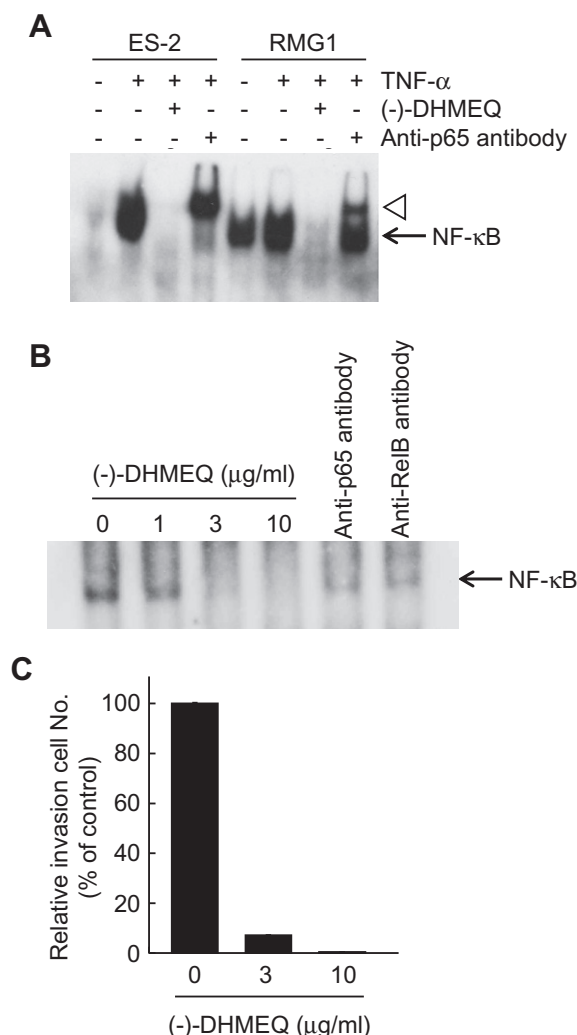 A
ES-2 RMG1
- + + + - + + + TNF-α
- - + - - - + - (-)-DHMEQ
- - - + - - - + Anti-p65 antibody
NF-κB
B
(-)-DHMEQ (μg/ml)
0 1 3 10
Anti-p65 antibody
Anti-RelB antibody
NF-κB
C
Relative invasion cell No.
(% of control)
100
80
60
40
20
0
0 3 10
(-)-DHMEQ (μg/ml)